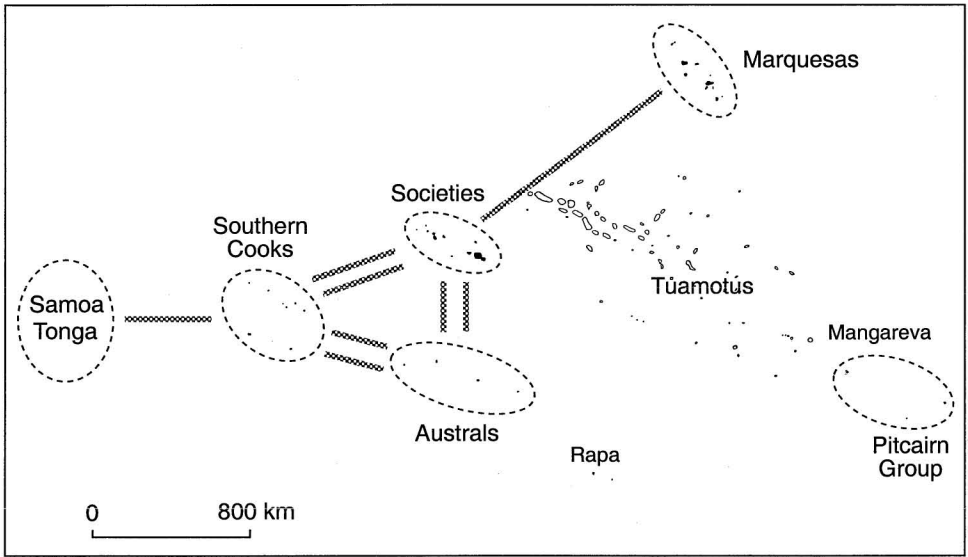 Marquesas
Societies
Southern
Cooks
Samoa
Tonga
Tuamotus
Mangareva
Australs
Pitcairn
Group
Rapa
0 800 km